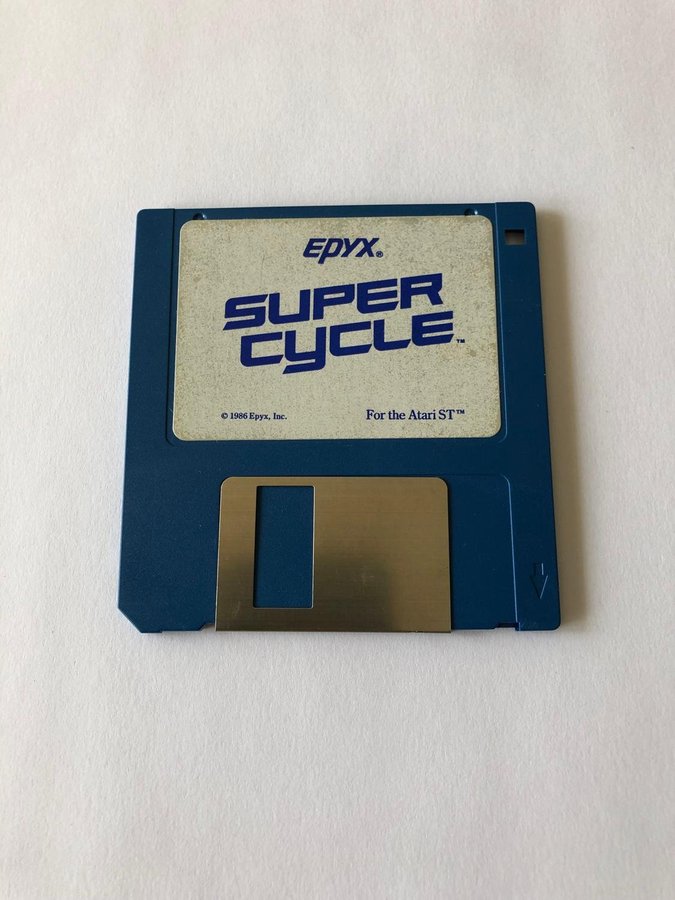 EPYX®
SUPER
CYCLE™
© 1986 Epyx, Inc.
For the Atari ST™